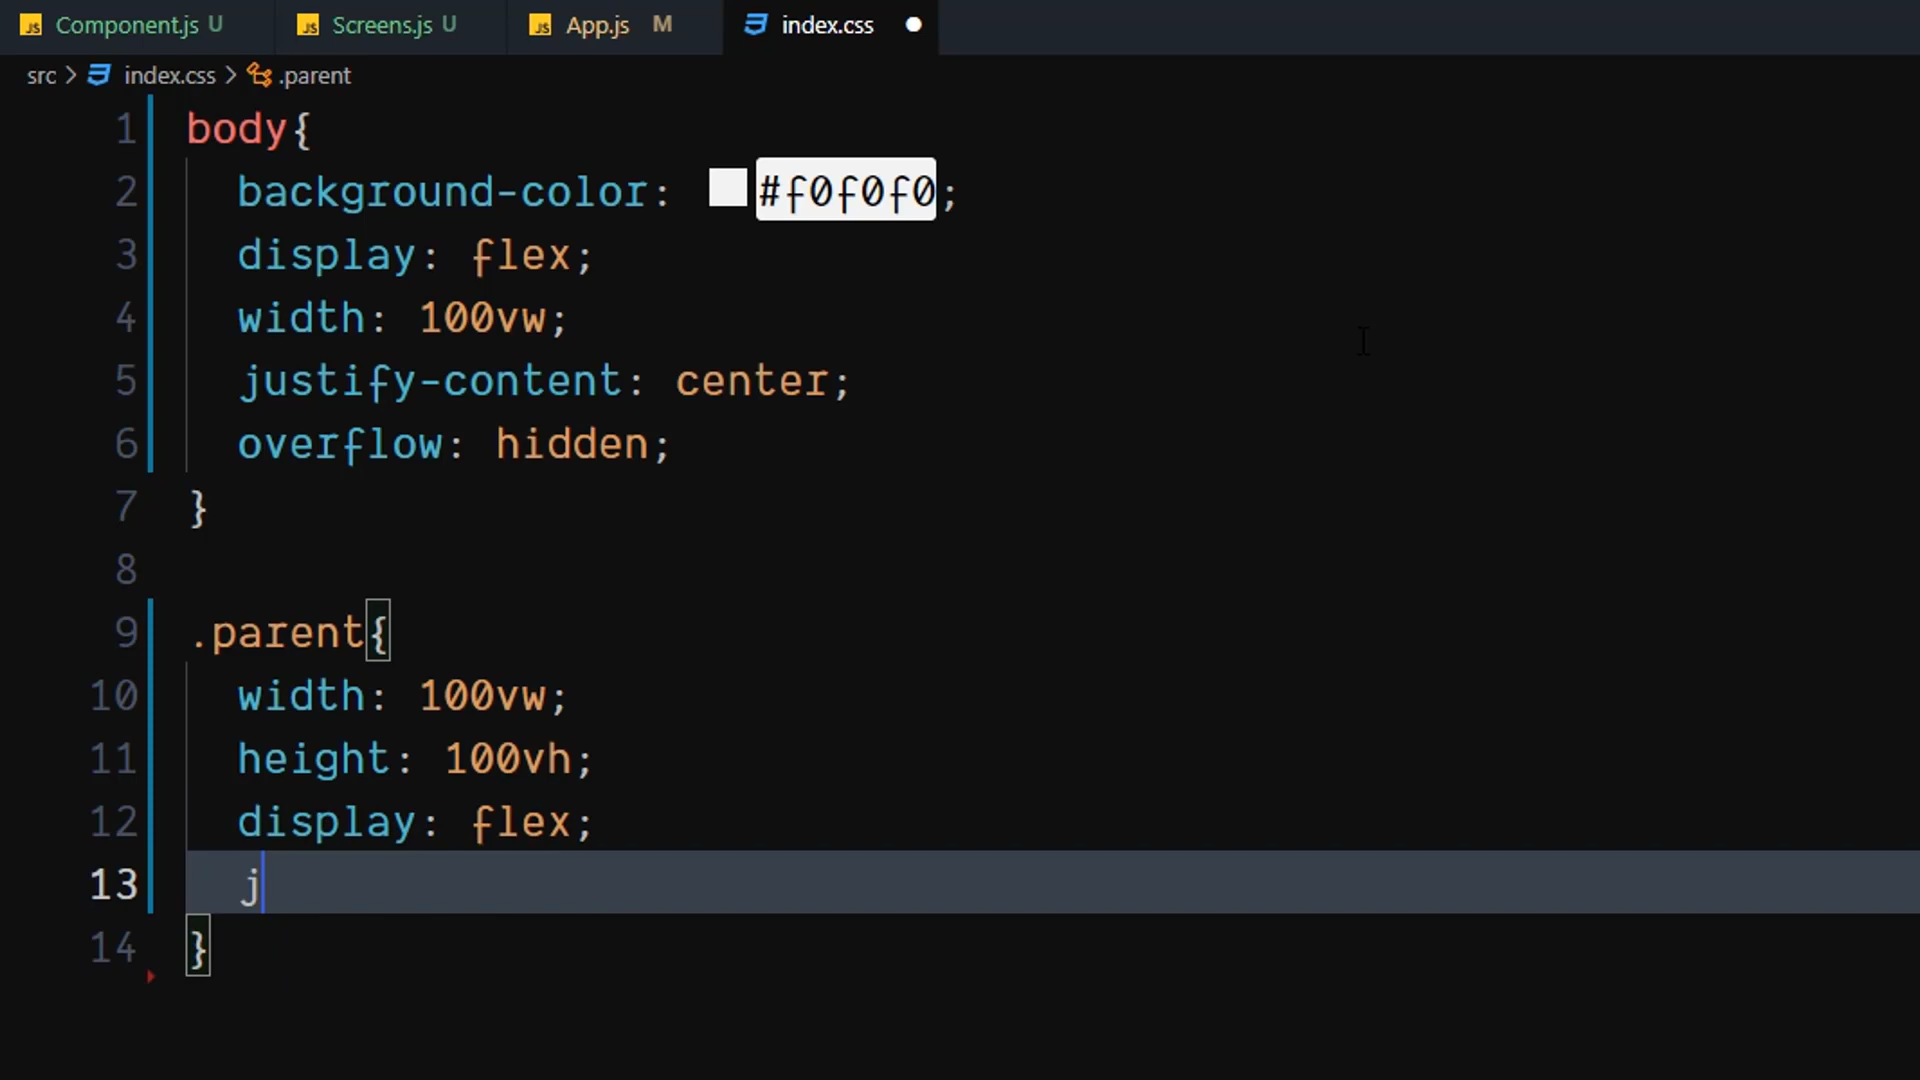 Component.js U Screens.js U App.js M index.css
src > index.css > .parent
1 body{
2 background-color: #f0f0f0;
3 display: flex;
4 width: 100vw;
5 justify-content: center;
6 overflow: hidden;
7 }
8
9 .parent{
10 width: 100vw;
11 height: 100vh;
12 display: flex;
13 j
14 }